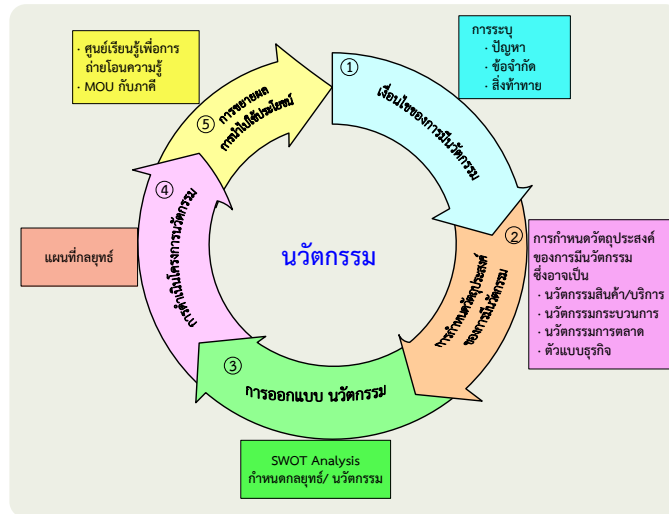 · ศูนย์เรียนรู้เพื่อการ
ถ่ายโอนความรู้
· MOU กับภาคี
การระบุ
· ปัญหา
· ข้อจำกัด
· สิ่งท้าทาย
①
เงื่อนไขของการมีนวัตกรรม
②
การกำหนดวัตถุประสงค์
ของการมีนวัตกรรม
การกำหนดวัตถุประสงค์
ของการมีนวัตกรรม
ซึ่งอาจเป็น
· นวัตกรรมสินค้า/บริการ
· นวัตกรรมกระบวนการ
· นวัตกรรมการตลาด
· ตัวแบบธุรกิจ
③
การออกแบบ นวัตกรรม
SWOT Analysis
กำหนดกลยุทธ์/ นวัตกรรม
④
การดำเนินโครงการนวัตกรรม
แผนที่กลยุทธ์
⑤
การขยายผล
การนำไปใช้ประโยชน์
นวัตกรรม